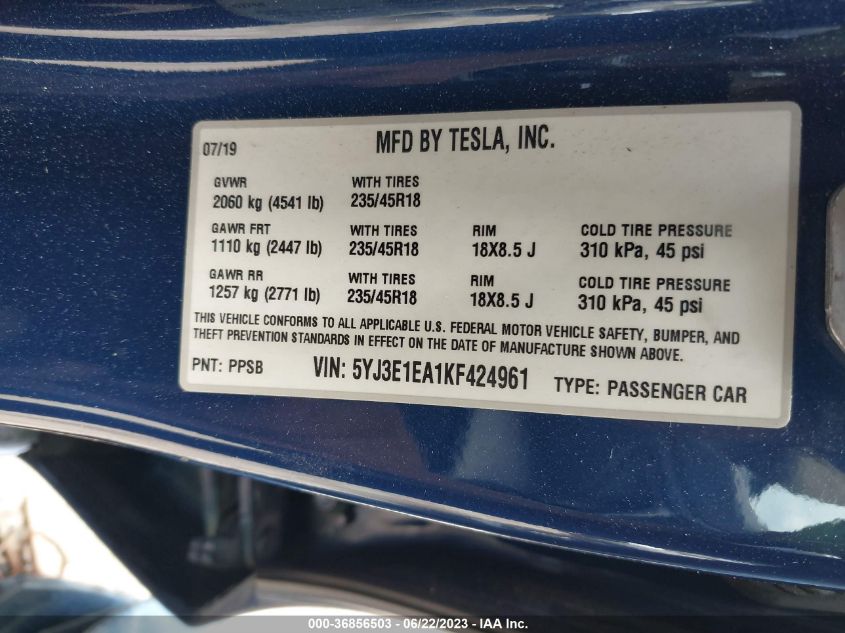 07/19 MFD BY TESLA, INC.
GVWR WITH TIRES
2060 kg (4541 lb) 235/45R18
GAWR FRT WITH TIRES RIM COLD TIRE PRESSURE
1110 kg (2447 lb) 235/45R18 18X8.5 J 310 kPa, 45 psi
GAWR RR WITH TIRES RIM COLD TIRE PRESSURE
1257 kg (2771 lb) 235/45R18 18X8.5 J 310 kPa, 45 psi
THIS VEHICLE CONFORMS TO ALL APPLICABLE U.S. FEDERAL MOTOR VEHICLE SAFETY, BUMPER, AND
THEFT PREVENTION STANDARDS IN EFFECT ON THE DATE OF MANUFACTURE SHOWN ABOVE.
PNT: PPSB VIN: 5YJ3E1EA1KF424961 TYPE: PASSENGER CAR
000-36856503 - 06/22/2023 - IAAI.com